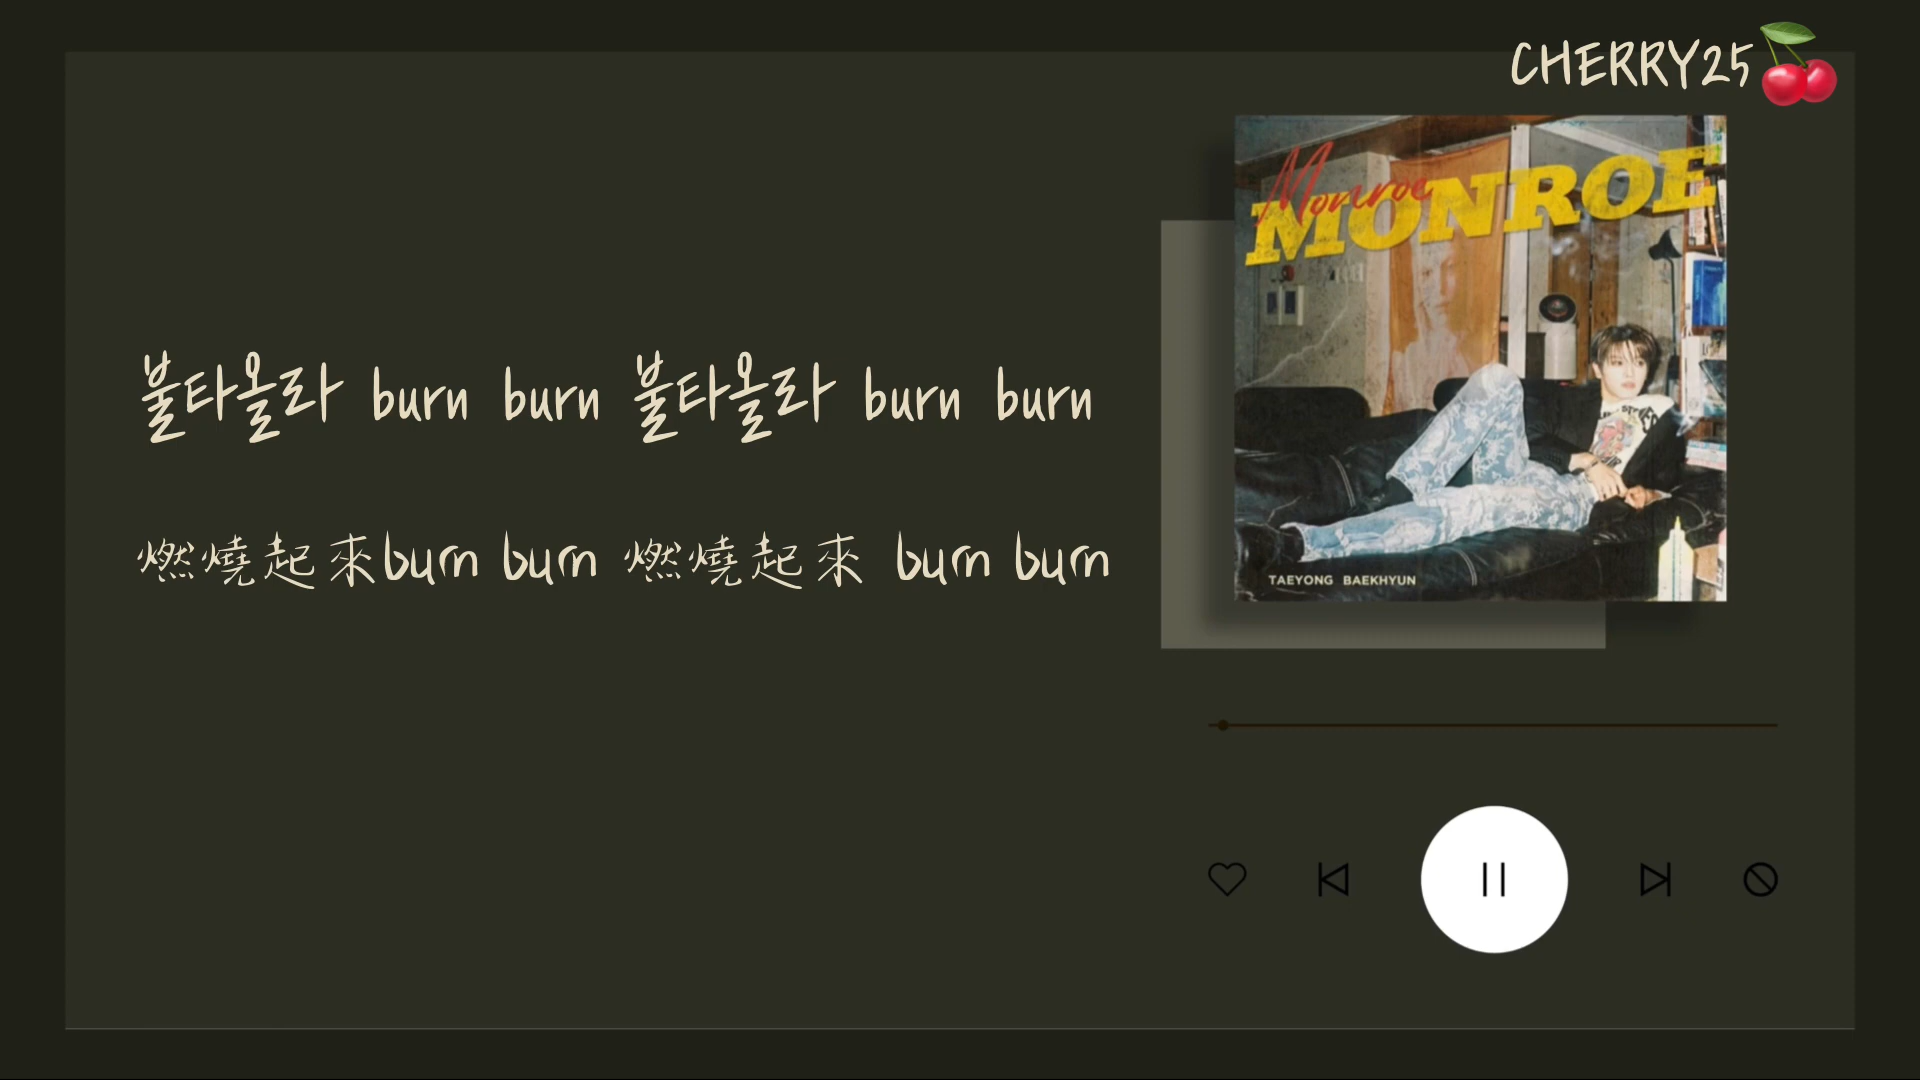 CHERRY25
Monroe
MONROE
불타올라 burn burn 불타올라 burn burn
燃燒起來burn burn 燃燒起來 burn burn
TAEYONG BAEKHYUN